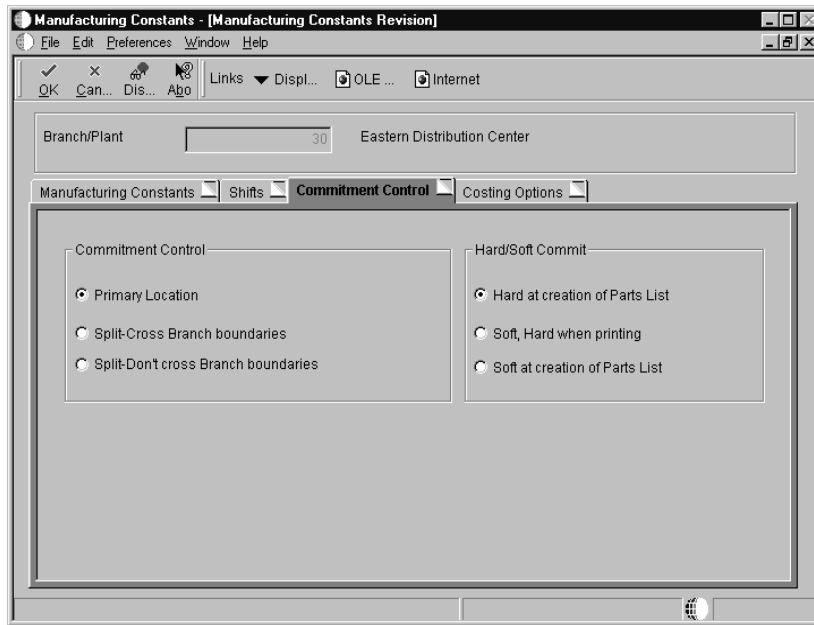 Manufacturing Constants - [Manufacturing Constants Revision]
File Edit Preferences Window Help
OK Can... Dis... Abo Links Displ... OLE ... Internet
Branch/Plant 30 Eastern Distribution Center
Manufacturing Constants Shifts Commitment Control Costing Options
Commitment Control
Primary Location
Split-Cross Branch boundaries
Split-Don't cross Branch boundaries
Hard/Soft Commit
Hard at creation of Parts List
Soft, Hard when printing
Soft at creation of Parts List